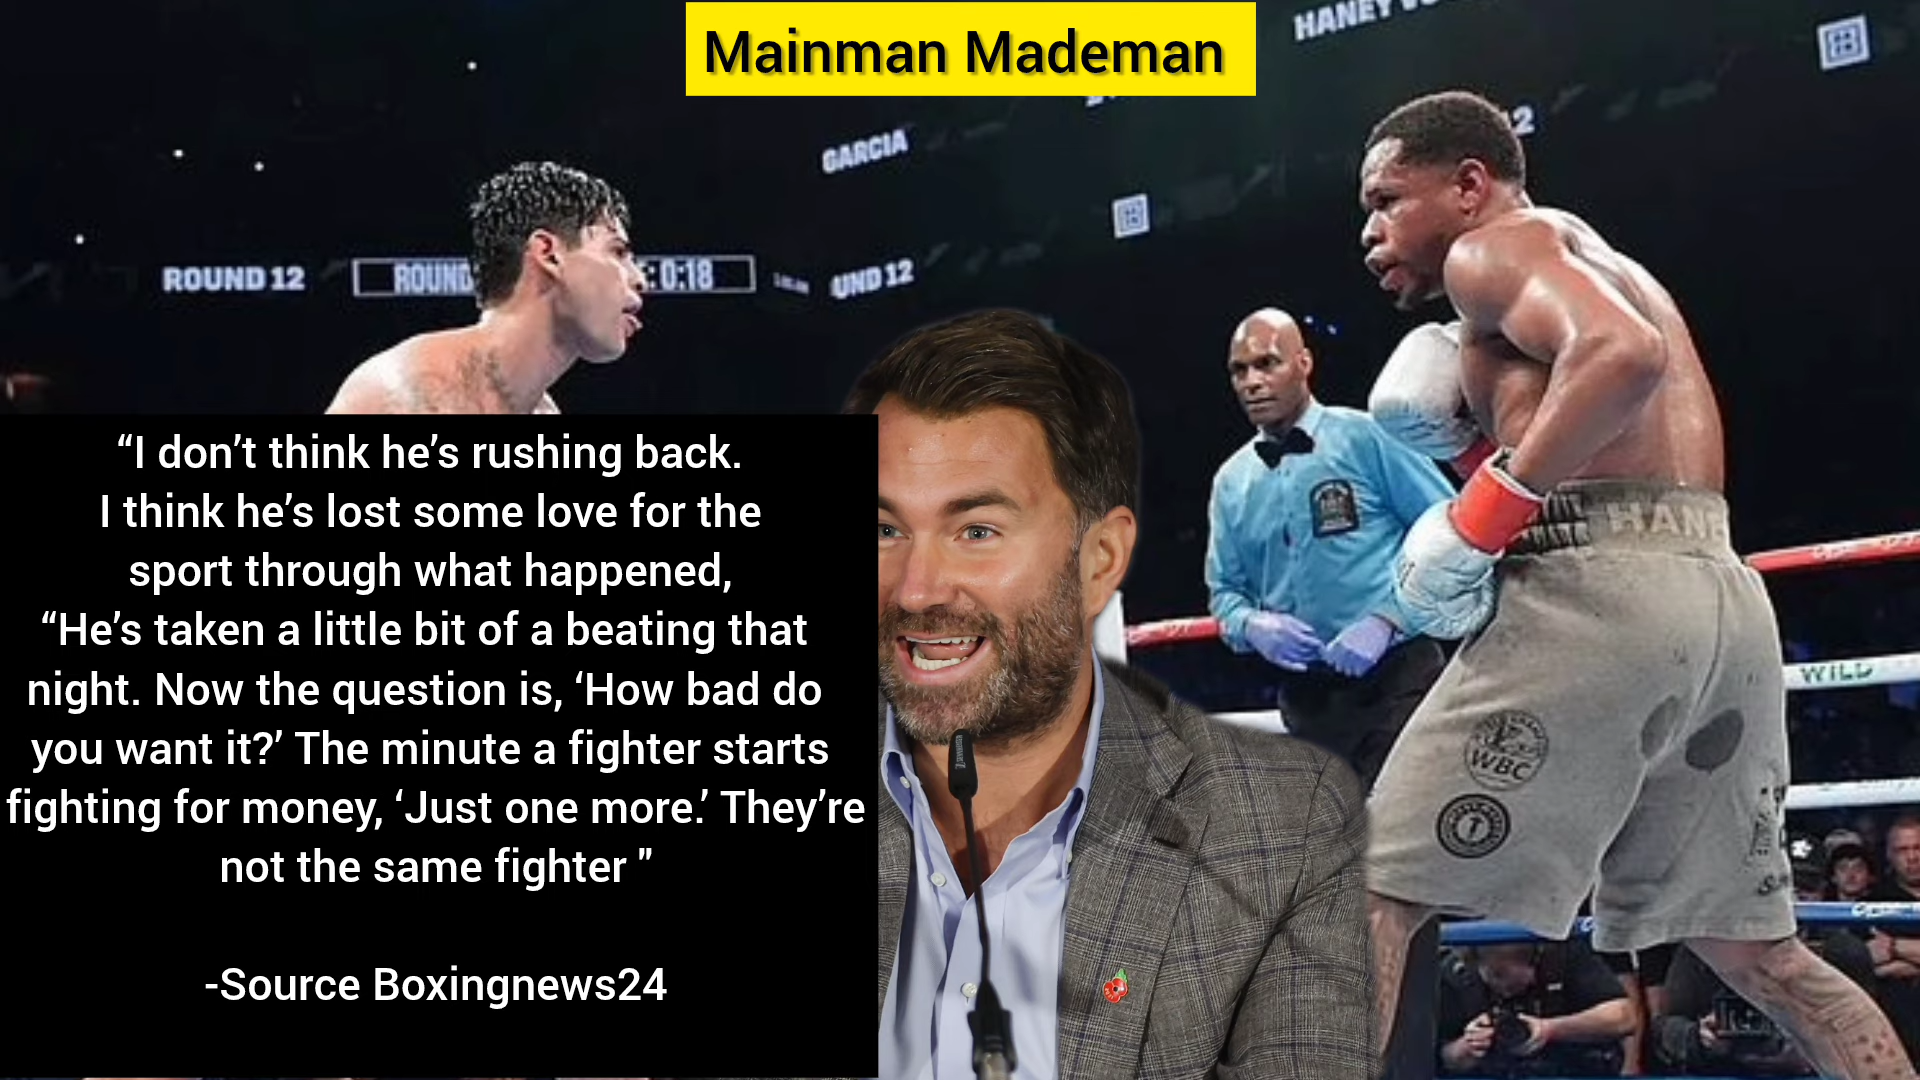 Mainman Mademan
HANEY
GARCIA
12
ROUND 12
ROUND
0:18
UND 12
“I don’t think he’s rushing back.
I think he’s lost some love for the
sport through what happened,
“He’s taken a little bit of a beating that
night. Now the question is, ‘How bad do
you want it?’ The minute a fighter starts
fighting for money, ‘Just one more.’ They’re
not the same fighter "
-Source Boxingnews24
HANE
WILD
WBC